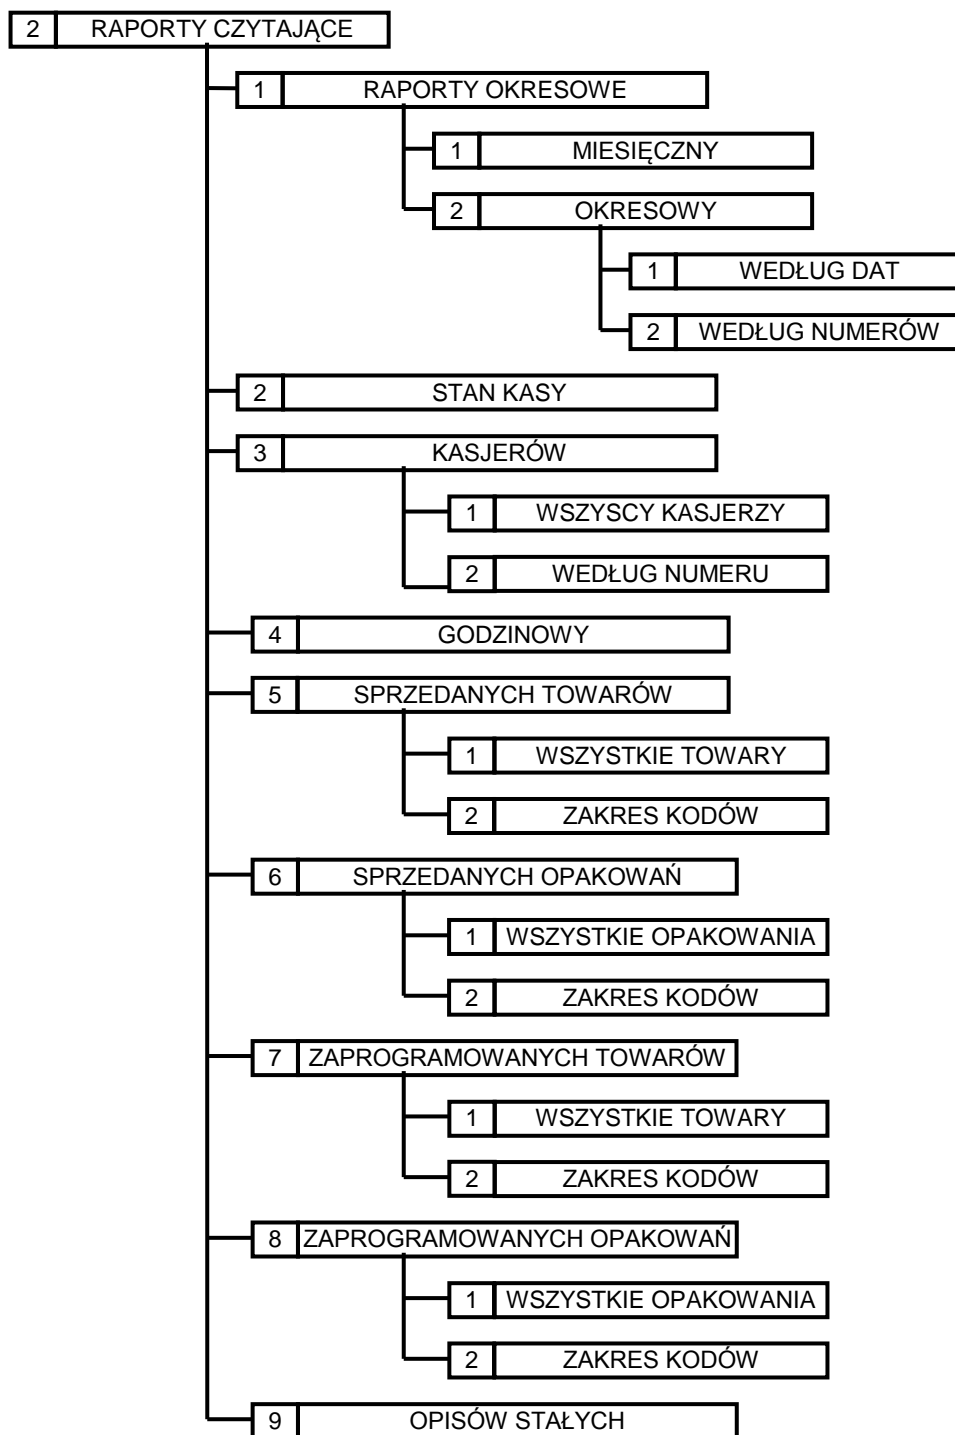 2 RAPORTY CZYTAJĄCE
1 RAPORTY OKRESOWE
1 MIESIĘCZNY
2 OKRESOWY
1 WEDŁUG DAT
2 WEDŁUG NUMERÓW
2 STAN KASY
3 KASJERÓW
1 WSZYSCY KASJERZY
2 WEDŁUG NUMERU
4 GODZINOWY
5 SPRZEDANYCH TOWARÓW
1 WSZYSTKIE TOWARY
2 ZAKRES KODÓW
6 SPRZEDANYCH OPAKOWAŃ
1 WSZYSTKIE OPAKOWANIA
2 ZAKRES KODÓW
7 ZAPROGRAMOWANYCH TOWARÓW
1 WSZYSTKIE TOWARY
2 ZAKRES KODÓW
8 ZAPROGRAMOWANYCH OPAKOWAŃ
1 WSZYSTKIE OPAKOWANIA
2 ZAKRES KODÓW
9 OPISÓW STAŁYCH